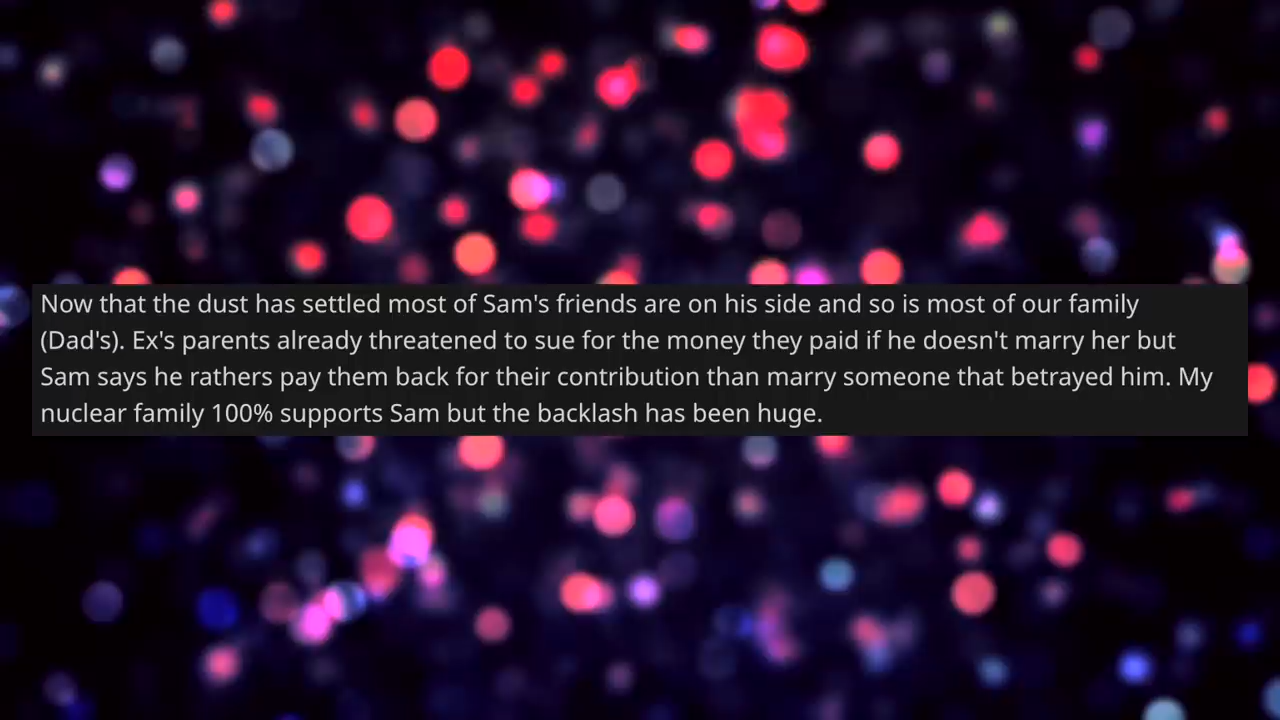 Now that the dust has settled most of Sam's friends are on his side and so is most of our family
(Dad's). Ex's parents already threatened to sue for the money they paid if he doesn't marry her but
Sam says he rathers pay them back for their contribution than marry someone that betrayed him. My
nuclear family 100% supports Sam but the backlash has been huge.